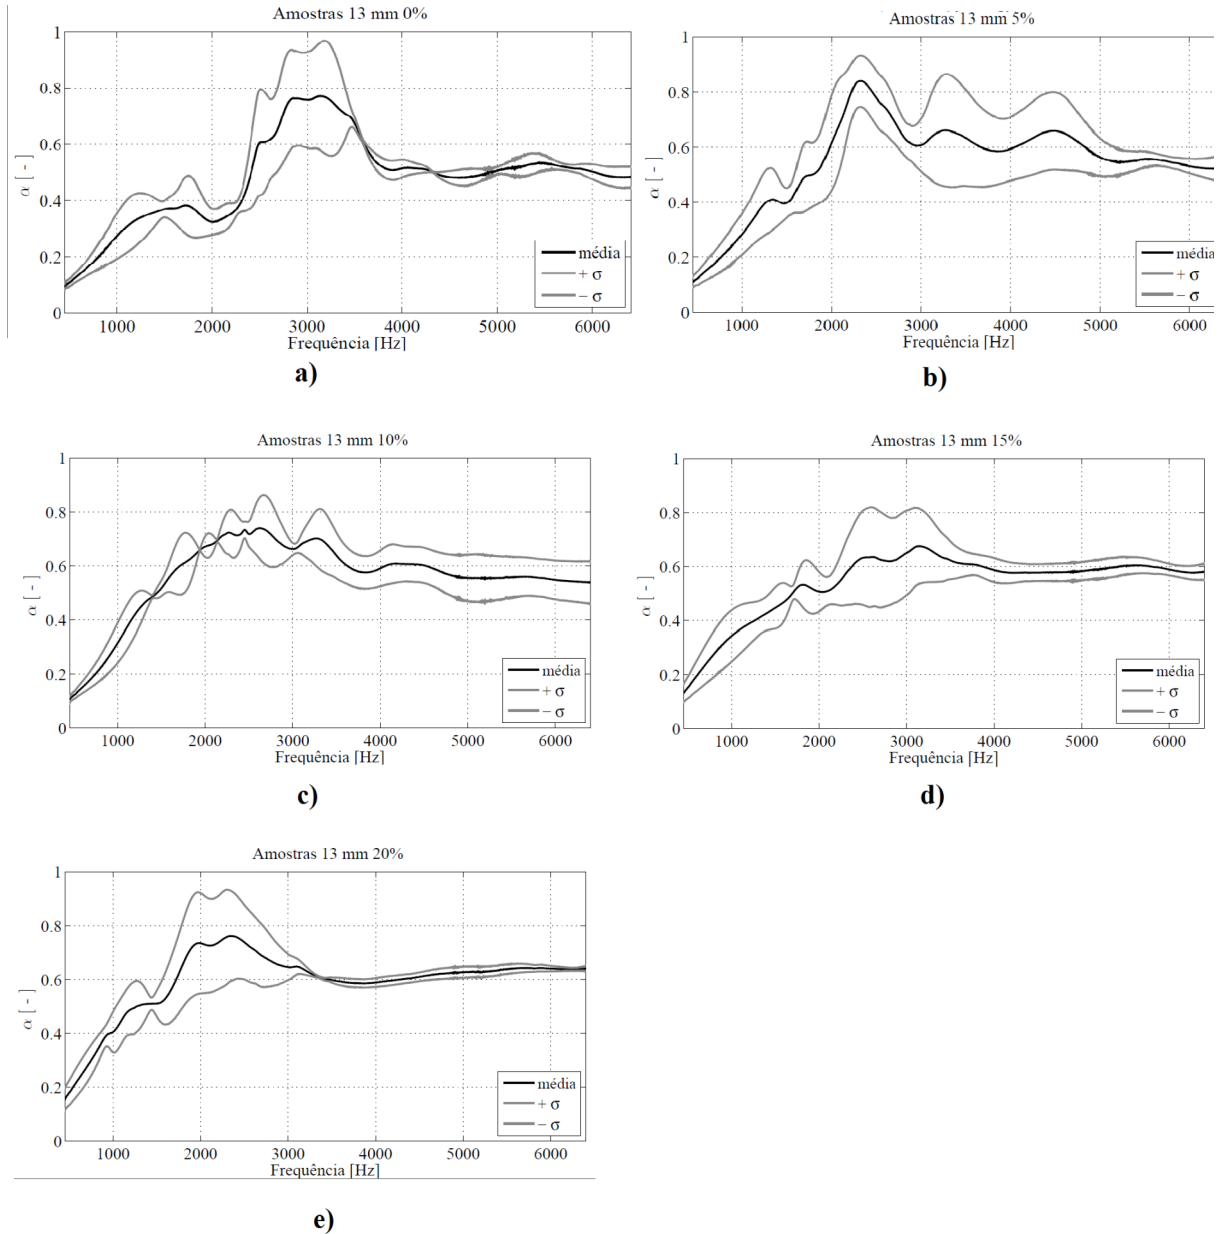 Amostras 13 mm 0%
1
0.8
0.6
0.4
0.2
0
α [ - ]
1000 2000 3000 4000 5000 6000
Frequência [Hz]
média
+ σ
− σ
a)
Amostras 13 mm 5%
1
0.8
0.6
0.4
0.2
0
α [ - ]
1000 2000 3000 4000 5000 6000
Frequência [Hz]
média
+ σ
− σ
b)
Amostras 13 mm 10%
1
0.8
0.6
0.4
0.2
0
α [ - ]
1000 2000 3000 4000 5000 6000
Frequência [Hz]
média
+ σ
− σ
c)
Amostras 13 mm 15%
1
0.8
0.6
0.4
0.2
0
α [ - ]
1000 2000 3000 4000 5000 6000
Frequência [Hz]
média
+ σ
− σ
d)
Amostras 13 mm 20%
1
0.8
0.6
0.4
0.2
0
α [ - ]
1000 2000 3000 4000 5000 6000
Frequência [Hz]
média
+ σ
− σ
e)